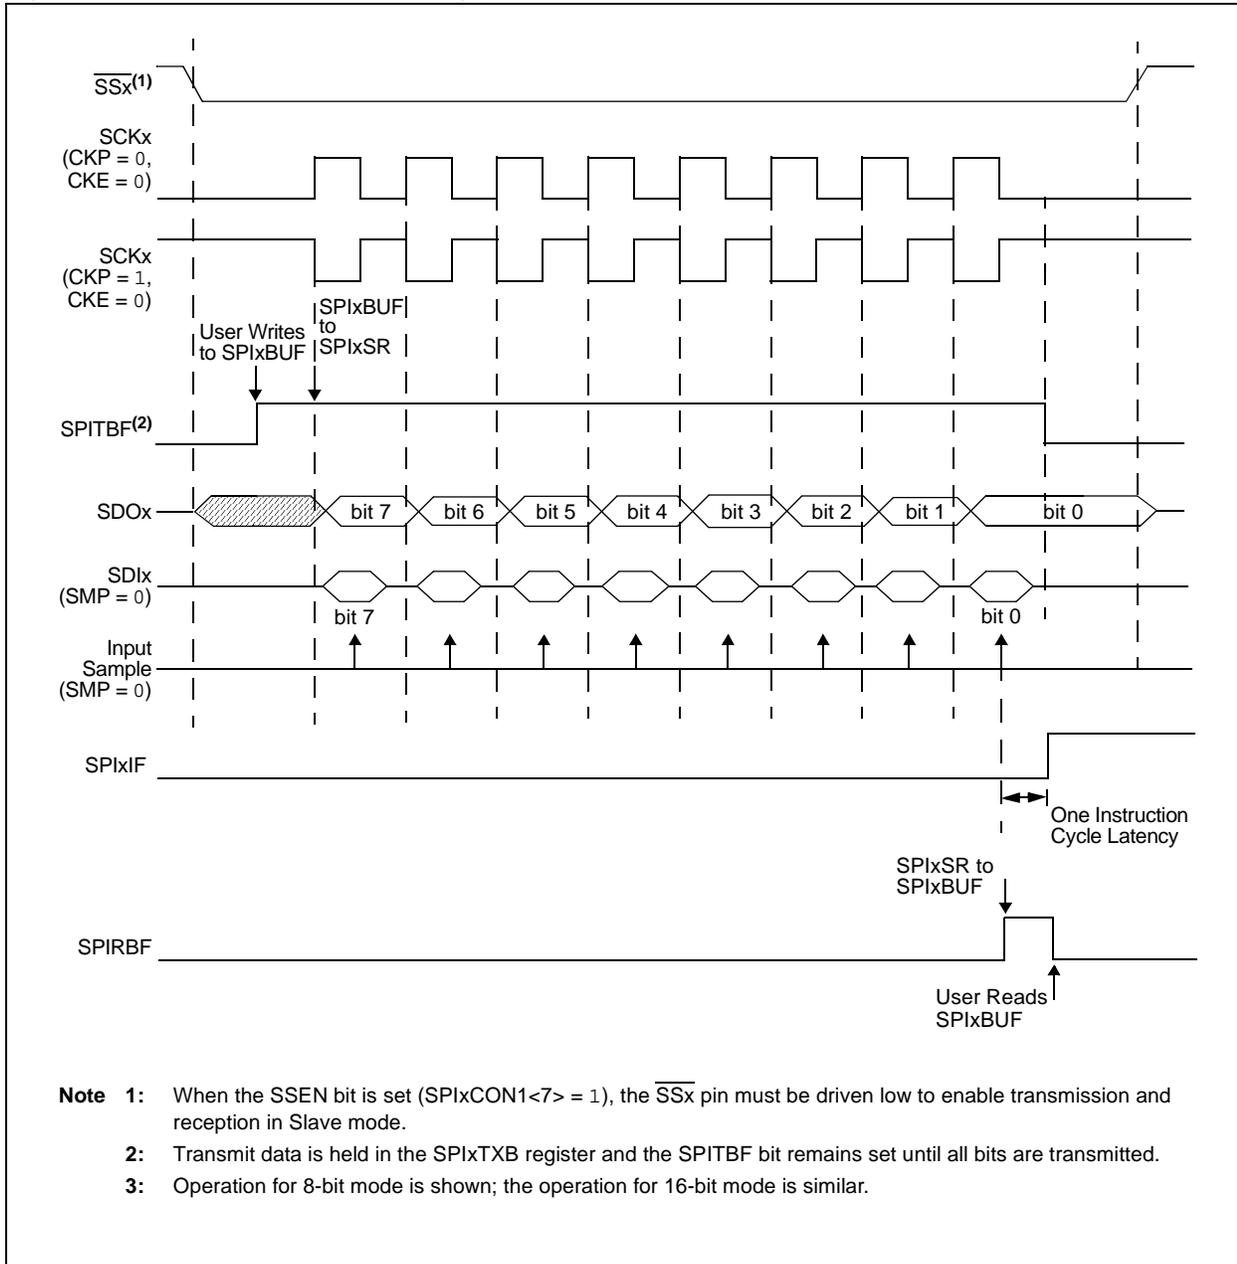 SSx(1)
SCKx
(CKP = 0,
CKE = 0)
SCKx
(CKP = 1,
CKE = 0)
User Writes
to SPIxBUF
SPIxBUF
to
SPIxSR
SPITBF(2)
SDOx
bit 7 bit 6 bit 5 bit 4 bit 3 bit 2 bit 1 bit 0
SDIx
(SMP = 0)
bit 7 bit 0
Input
Sample
(SMP = 0)
SPIxIF
One Instruction
Cycle Latency
SPIxSR to
SPIxBUF
SPIRBF
User Reads
SPIxBUF
Note 1: When the SSEN bit is set (SPIxCON1<7> = 1), the SSx pin must be driven low to enable transmission and
reception in Slave mode.
2: Transmit data is held in the SPIxTXB register and the SPITBF bit remains set until all bits are transmitted.
3: Operation for 8-bit mode is shown; the operation for 16-bit mode is similar.